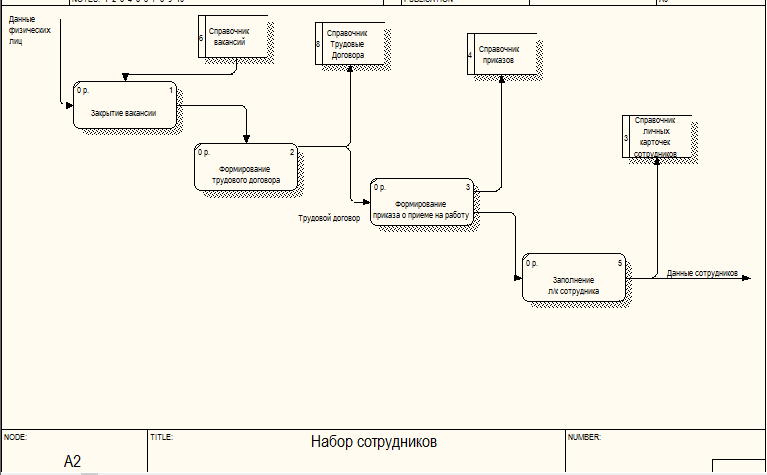 Данные
физических
лиц
6
Справочник
вакансий
8
Справочник
Трудовые
Договора
4
Справочник
приказов
0 р. 1
Закрытие вакансии
3
Справочник
личных
карточек
сотрудников
0 р. 2
Формирование
трудового договора
0 р. 3
Формирование
приказа о приеме на работу
Трудовой договор
0 р. 5
Заполнение
л/к сотрудника
Данные сотрудников
NODE:
A2
TITLE:
Набор сотрудников
NUMBER: